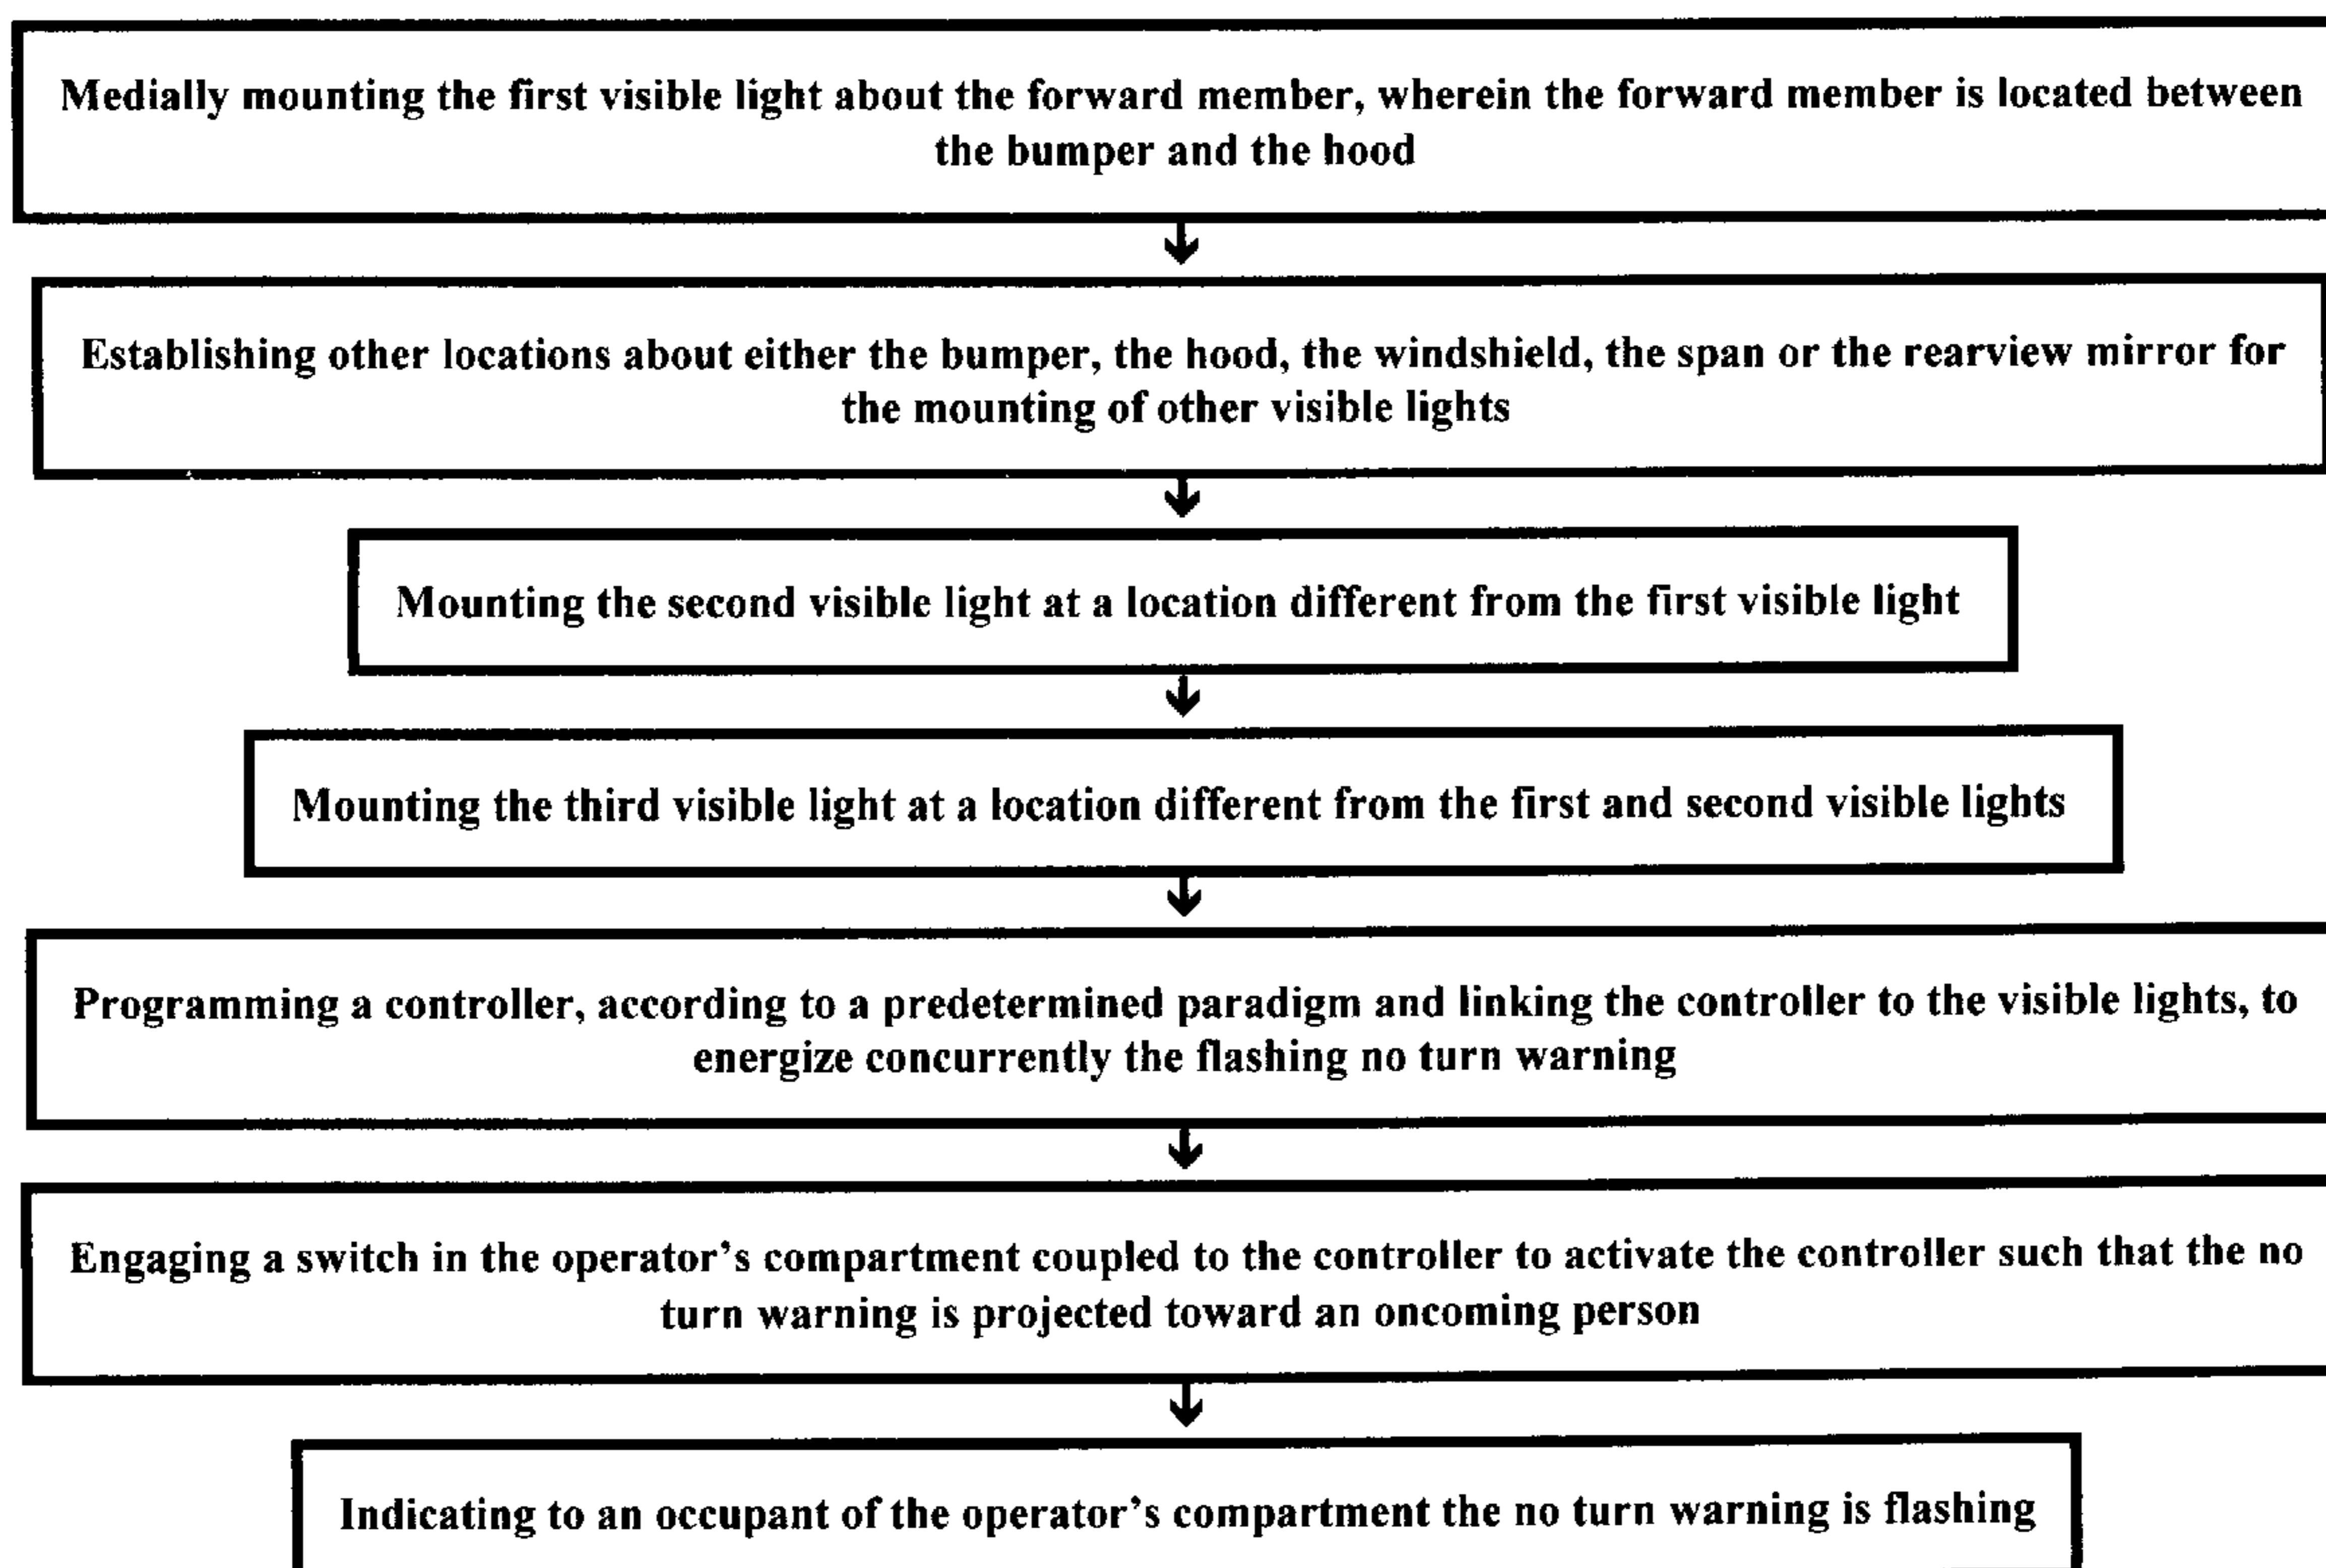 Medially mounting the first visible light about the forward member, wherein the forward member is located between
the bumper and the hood
Establishing other locations about either the bumper, the hood, the windshield, the span or the rearview mirror for
the mounting of other visible lights
Mounting the second visible light at a location different from the first visible light
Mounting the third visible light at a location different from the first and second visible lights
Programming a controller, according to a predetermined paradigm and linking the controller to the visible lights, to
energize concurrently the flashing no turn warning
Engaging a switch in the operator's compartment coupled to the controller to activate the controller such that the no
turn warning is projected toward an oncoming person
Indicating to an occupant of the operator's compartment the no turn warning is flashing